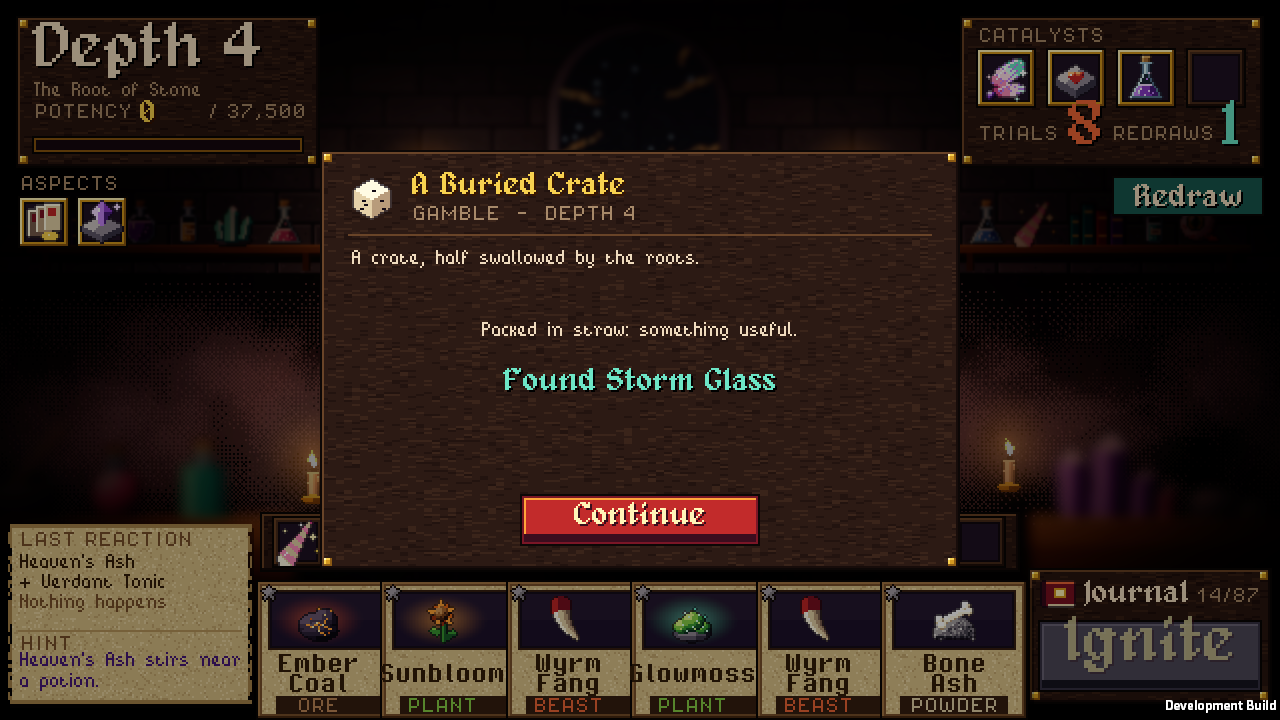 Depth 4
The Root of Stone
POTENCY 0 / 37,500
ASPECTS
CATALYSTS
TRIALS 8 REDRAWS 1
Redraw
A Buried Crate
GAMBLE - DEPTH 4
A crate, half swallowed by the roots.
Packed in straw: something useful.
Found Storm Glass
Continue
LAST REACTION
Heaven's Ash
+ Verdant Tonic
Nothing happens
HINT
Heaven's Ash stirs near
a potion.
Ember
Coal
ORE
Sunbloom
PLANT
Wyrm
Fang
BEAST
Glowmoss
PLANT
Wyrm
Fang
BEAST
Bone
Ash
POWDER
Journal 14/87
Ignite
Development Build